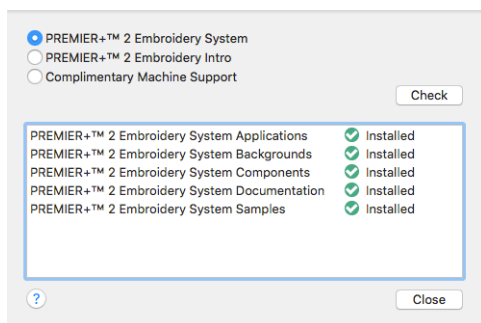 PREMIER+™ 2 Embroidery System
PREMIER+™ 2 Embroidery Intro
Complimentary Machine Support
Check
PREMIER+™ 2 Embroidery System Applications Installed
PREMIER+™ 2 Embroidery System Backgrounds Installed
PREMIER+™ 2 Embroidery System Components Installed
PREMIER+™ 2 Embroidery System Documentation Installed
PREMIER+™ 2 Embroidery System Samples Installed
? Close